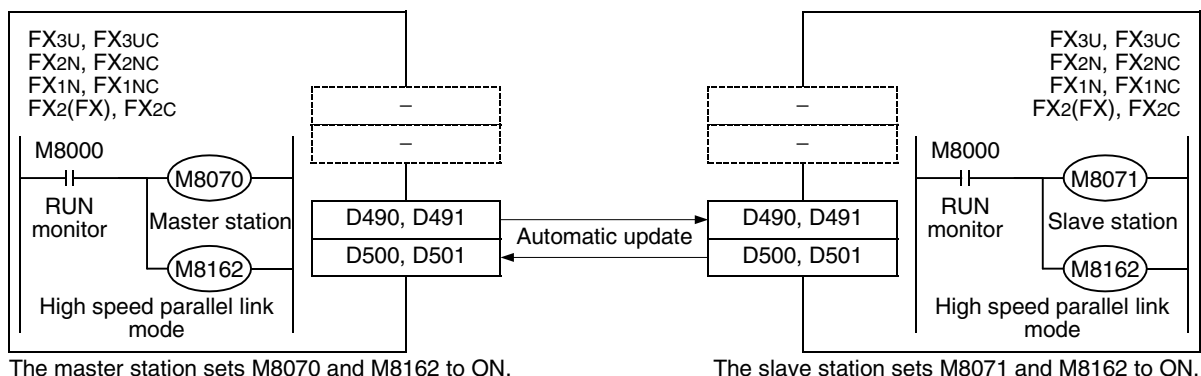 FX3U, FX3UC
FX2N, FX2NC
FX1N, FX1NC
FX2(FX), FX2C
M8000
M8070
RUN
monitor
Master station
M8162
High speed parallel link
mode
–
–
D490, D491
D500, D501
Automatic update
–
–
D490, D491
D500, D501
FX3U, FX3UC
FX2N, FX2NC
FX1N, FX1NC
FX2(FX), FX2C
M8000
M8071
RUN
monitor
Slave station
M8162
High speed parallel link
mode
The master station sets M8070 and M8162 to ON.
The slave station sets M8071 and M8162 to ON.